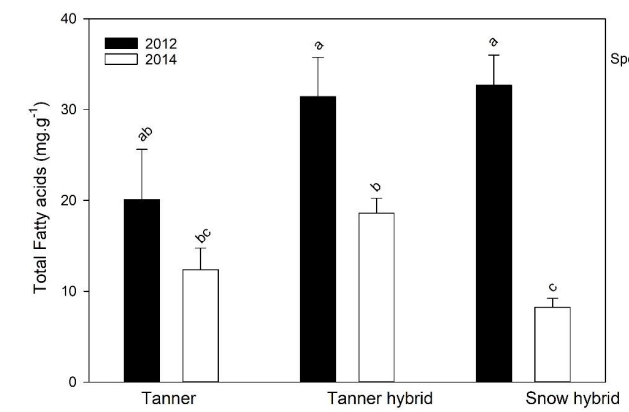 40
2012
2014
a
a
Spe
30
ab
b
20
bc
10
c
0
Total Fatty acids (mg.g-1)
Tanner
Tanner hybrid
Snow hybrid